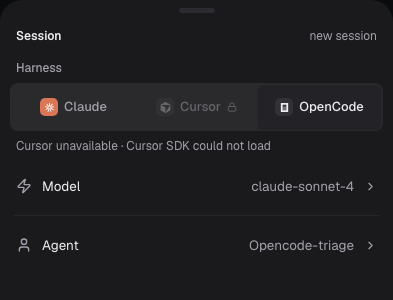 Session new session
Harness
Claude Cursor OpenCode
Cursor unavailable · Cursor SDK could not load
Model claude-sonnet-4
Agent Opencode-triage